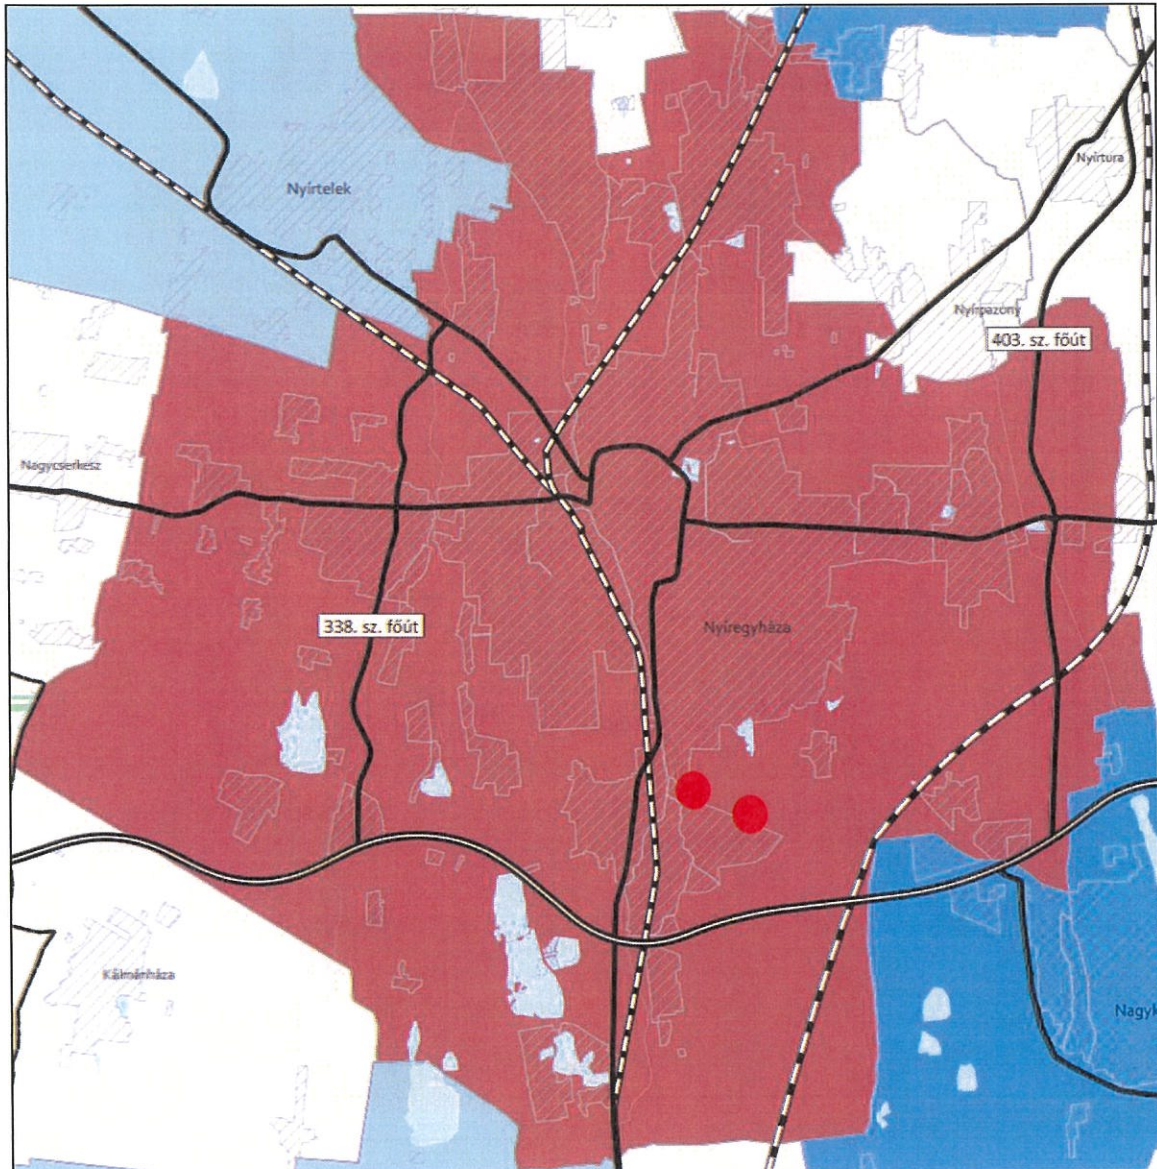 Nyírtura
Nyírtelek
Nyírpazony
403. sz. főút
Nagycserkesz
338. sz. főút
Nyíregyháza
Kálmánháza
Nagyk